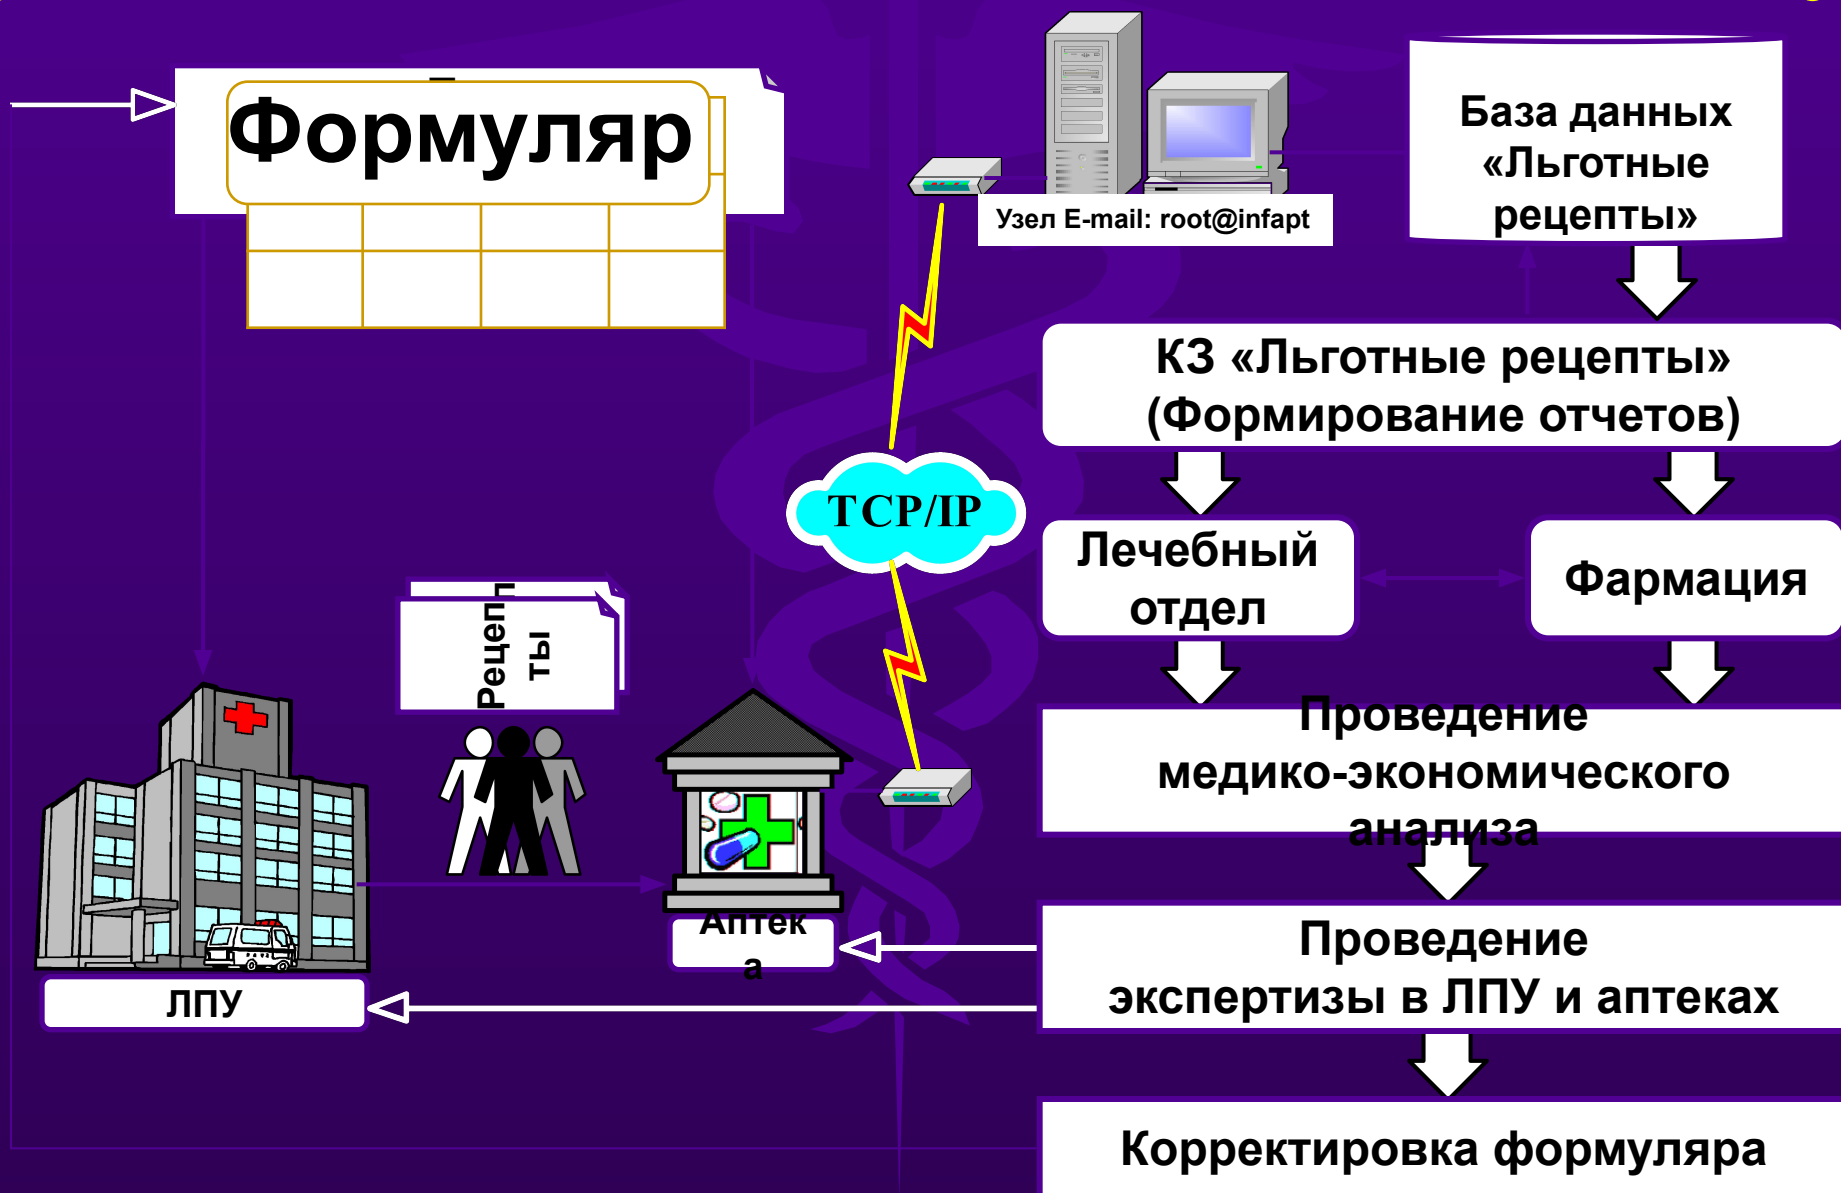 Формуляр
Узел E-mail: root@infapt
База данных
«Льготные
рецепты»
КЗ «Льготные рецепты»
(Формирование отчетов)
TCP/IP
Лечебный
отдел
Фармация
Рецепп
ты
Проведение
медико-экономического
анализа
Аптек
а
Проведение
экспертизы в ЛПУ и аптеках
ЛПУ
Корректировка формуляра